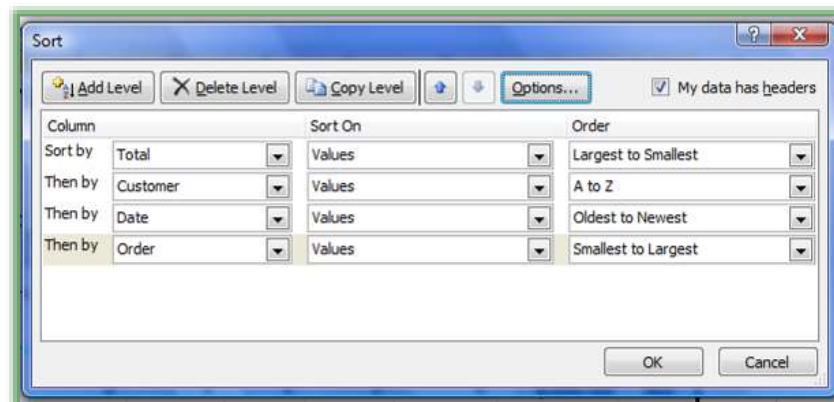 Sort
Add Level Delete Level Copy Level Options... My data has headers
Column Sort On Order
Sort by Total Values Largest to Smallest
Then by Customer Values A to Z
Then by Date Values Oldest to Newest
Then by Order Values Smallest to Largest
OK Cancel